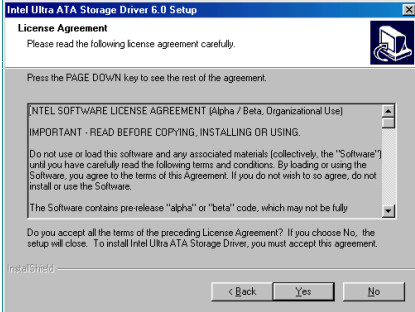 Intel Ultra ATA Storage Driver 6.0 Setup
License Agreement
Please read the following license agreement carefully.
Press the PAGE DOWN key to see the rest of the agreement.
INTEL SOFTWARE LICENSE AGREEMENT (Alpha / Beta, Organizational Use)
IMPORTANT - READ BEFORE COPYING, INSTALLING OR USING.
Do not use or load this software and any associated materials (collectively, the "Software")
until you have carefully read the following terms and conditions. By loading or using the
Software, you agree to the terms of this Agreement. If you do not wish to so agree, do not
install or use the Software.
The Software contains pre-release "alpha" or "beta" code, which may not be fully
Do you accept all the terms of the preceding License Agreement? If you choose No, the
setup will close. To install Intel Ultra ATA Storage Driver, you must accept this agreement.
InstallShield
< Back Yes No